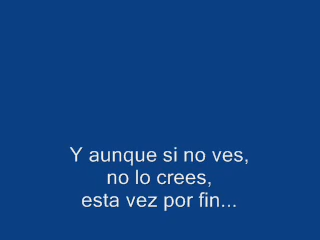 Y aunque si no ves,
no lo crees,
esta vez por fin...